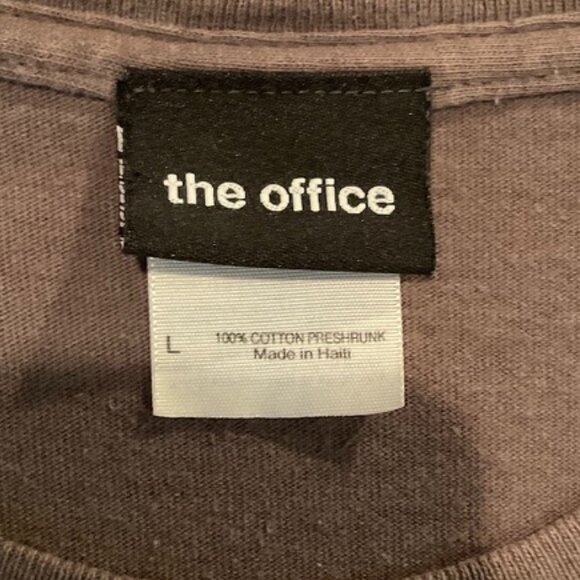 the office
L
100% COTTON PRESHRUNK
Made in Haiti